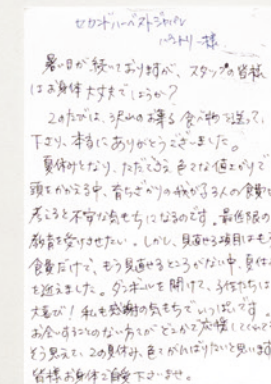 セカンドハーベストジャパン
パントリー様
暑い日が続いておりますが、スタッフの皆様
はお身体大丈夫でしょうか?
このたびは、沢山のお品 食べ物を送って
下さり、本当にありがとうございました。
夏休みとなり、ただでさえ色々な値上がりで
頭をかかえる中、育ちざかりの我が子3人の食費を
考えると不安な気もちになるのです。最低限の
教育を受けさせたい。しかし、見直せる項目はもう
食費だけで、もう見直せるところがない中、夏休み
を迎えました。ダンボールを開けて、子供たちは
大喜び! 私も感謝の気もちでいっぱいです。
お会いすることのない方々がどこかで応援してくれて
そう思えて、この夏休み、色々がんばりたいと思います
皆様お身体ご自愛下さいませ。